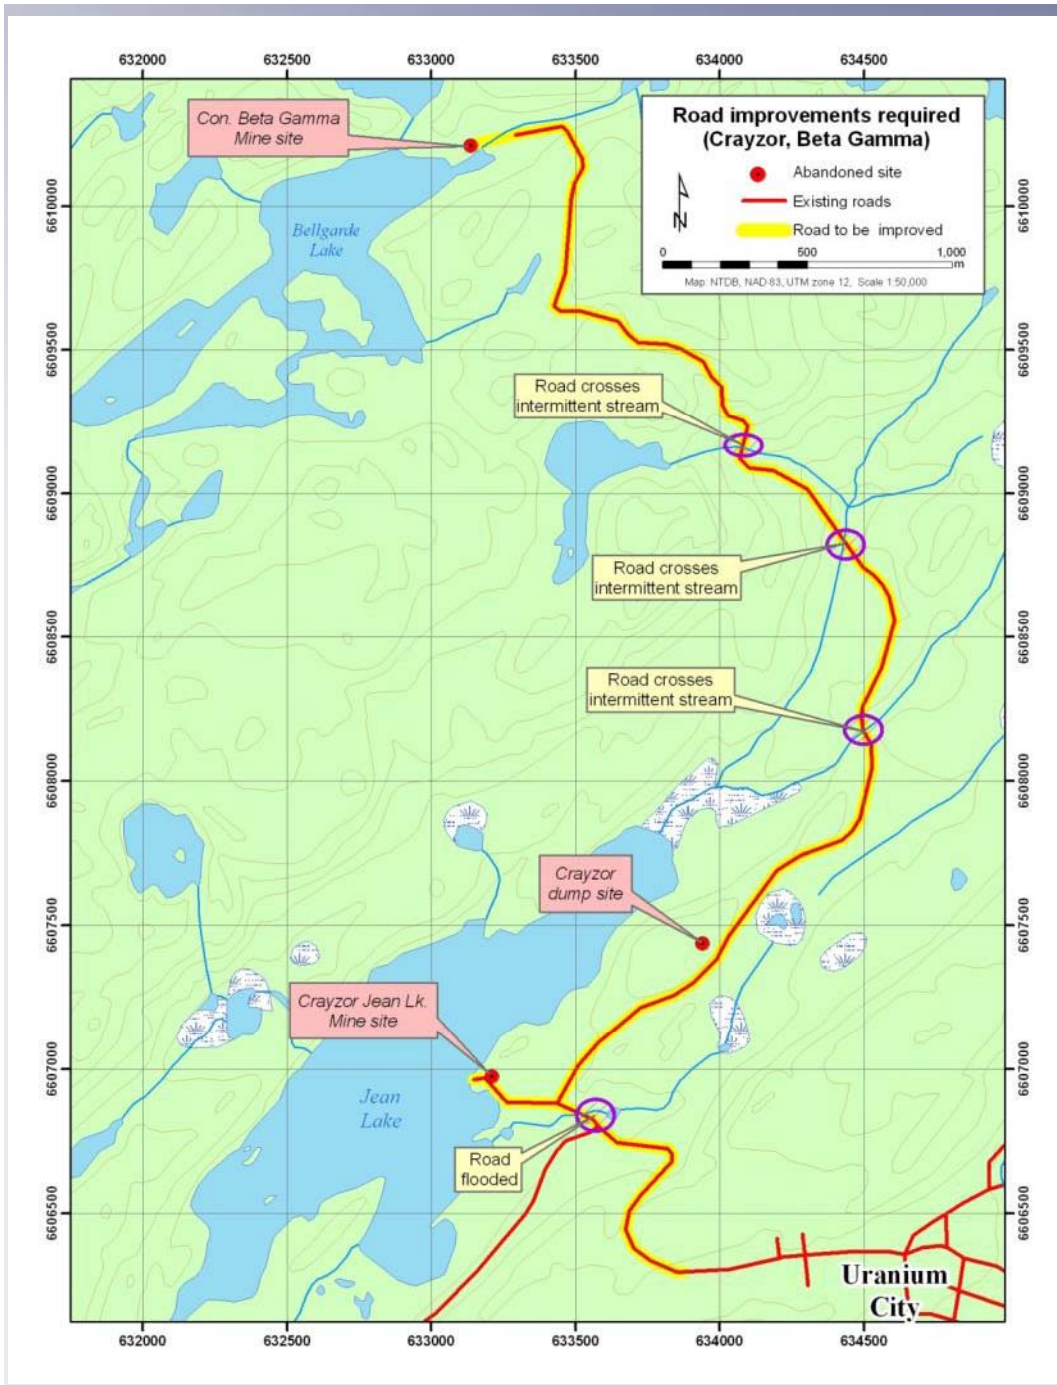 632000 632500 633000 633500 634000 634500
Road improvements required
(Crayzor, Beta Gamma)
Abandoned site
Existing roads
Road to be improved
N
0 500 1,000
m
Map: NTDB, NAD-83, UTM zone 12, Scale 1:50,000
Con. Beta Gamma
Mine site
6610000 6610000
Bellgarde
Lake
6609500 6609500
Road crosses
intermittent stream
6609000 6609000
Road crosses
intermittent stream
6608500 6608500
Road crosses
intermittent stream
6608000 6608000
Crayzor
dump site
6607500 6607500
Crayzor Jean Lk.
Mine site
6607000 6607000
Jean
Lake
Road
flooded
6606500 6606500
Uranium
City
632000 632500 633000 633500 634000 634500